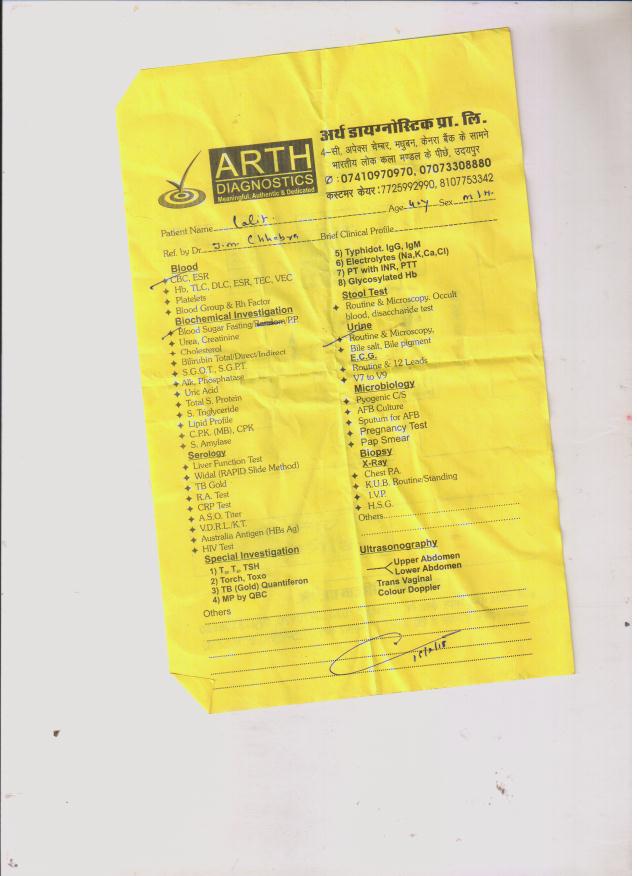 अर्थ डायग्नोस्टिक प्रा. लि.
4-सी, अपेक्स चेम्बर, मधुबन, केनरा बैंक के सामने
भारतीय लोक कला मण्डल के पीछे, उदयपुर
✆ : 07410970970, 07073308880
कस्टमर केयर : 7725992990, 8107753342
ARTH
DIAGNOSTICS
Meaningful, Authentic & Dedicated
Patient Name Lalit Age Sex
Ref. by Dr. J.m. Chhabra Brief Clinical Profile
Blood
CBC, ESR
Hb, TLC, DLC, ESR, TEC, VEC
Platelets
Blood Group & Rh Factor
Biochemical Investigation
Blood Sugar Fasting/Random/P.P.
Urea, Creatinine
Cholesterol
Bilirubin Total/Direct/Indirect
S.G.O.T., S.G.P.T.
Alk. Phosphatase
Uric Acid
Total S. Protein
S. Triglyceride
Lipid Profile
C.P.K. (MB), CPK
S. Amylase
Serology
Liver Function Test
Widal (RAPID Slide Method)
TB Gold
R.A. Test
CRP Test
A.S.O. Titer
V.D.R.L./K.T.
Australia Antigen (HBs Ag)
HIV Test
Special Investigation
1) T₃, T₄, TSH
2) Torch, Toxo
3) TB (Gold) Quantiferon
4) MP by QBC
Others
5) Typhidot. IgG, IgM
6) Electrolytes (Na,K,Ca,Cl)
7) PT with INR, PTT
8) Glycosylated Hb
Stool Test
Routine & Microscopy, Occult
blood, disaccharide test
Urine
Routine & Microscopy,
Bile salt, Bile pigment
E.C.G.
Routine & 12 Leads
V7 to V9
Microbiology
Pyogenic C/S
AFB Culture
Sputum for AFB
Pregnancy Test
Pap Smear
Biopsy
X-Ray
Chest P.A.
K.U.B. Routine/Standing
I.V.P.
H.S.G.
Others
Ultrasonography
Upper Abdomen
Lower Abdomen
Trans Vaginal
Colour Doppler